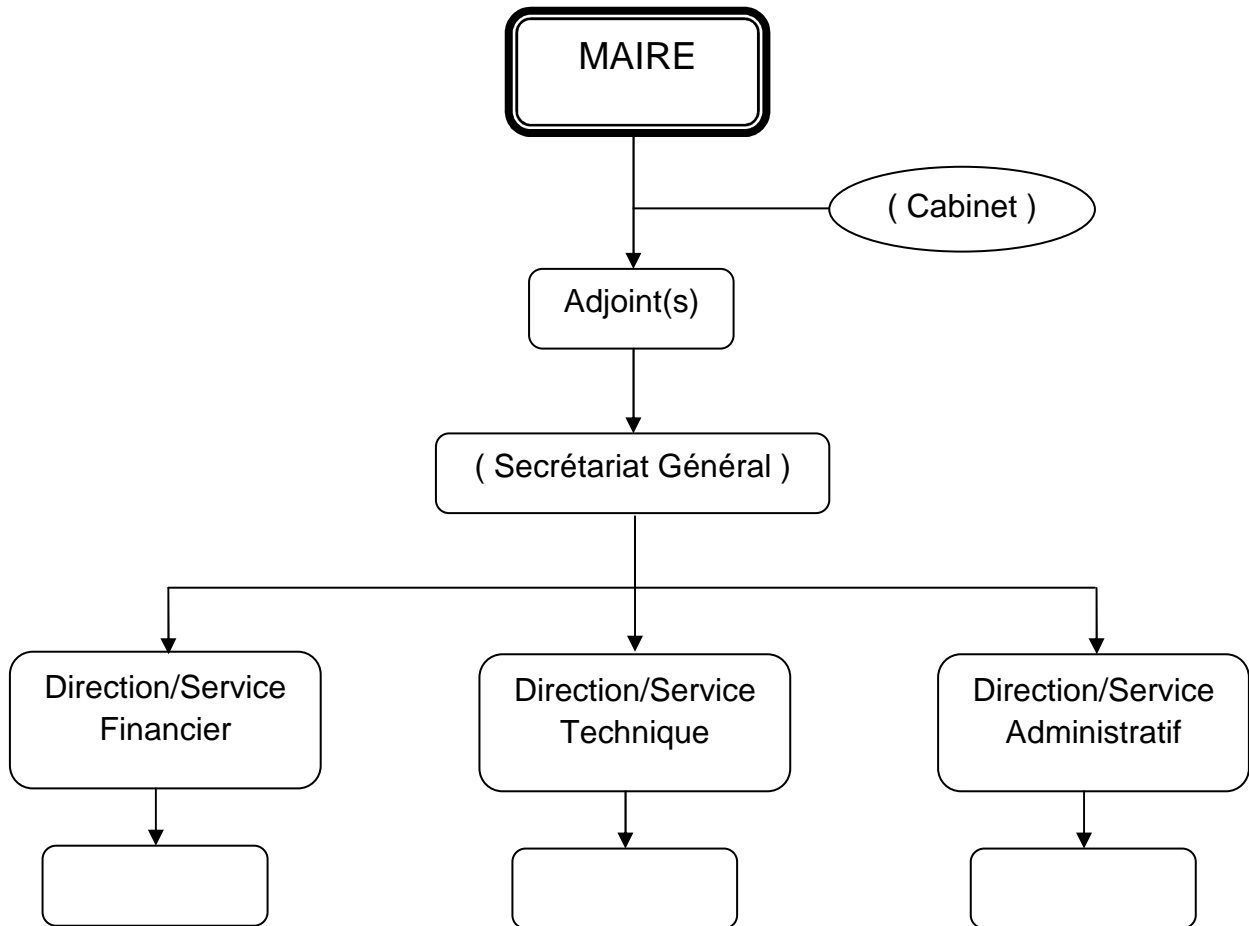 MAIRE
( Cabinet )
Adjoint(s)
( Secrétariat Général )
Direction/Service
Financier
Direction/Service
Technique
Direction/Service
Administratif